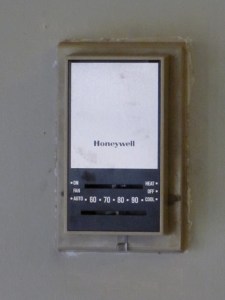 Honeywell
• ON HEAT •
FAN OFF •
• AUTO • 60 • 70 • 80 • 90 COOL •